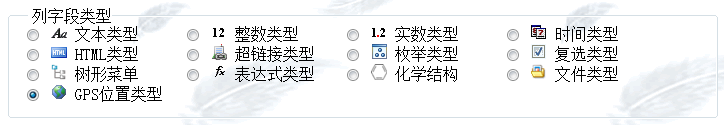 列字段类型
Aa 文本类型 12 整数类型 1.2 实数类型 时间类型
HTML HTML类型 超链接类型 枚举类型 复选类型
树形菜单 fx 表达式类型 化学结构 文件类型
GPS位置类型